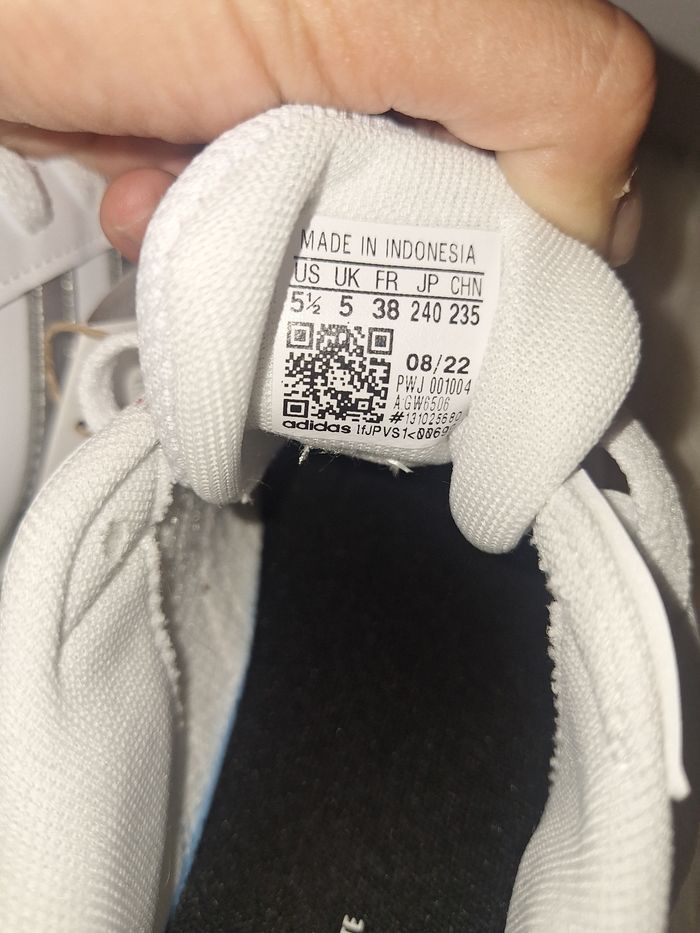 MADE IN INDONESIA
US UK FR JP CHN
5½ 5 38 240 235
08/22
PWJ 001004
AGW6506
adidas